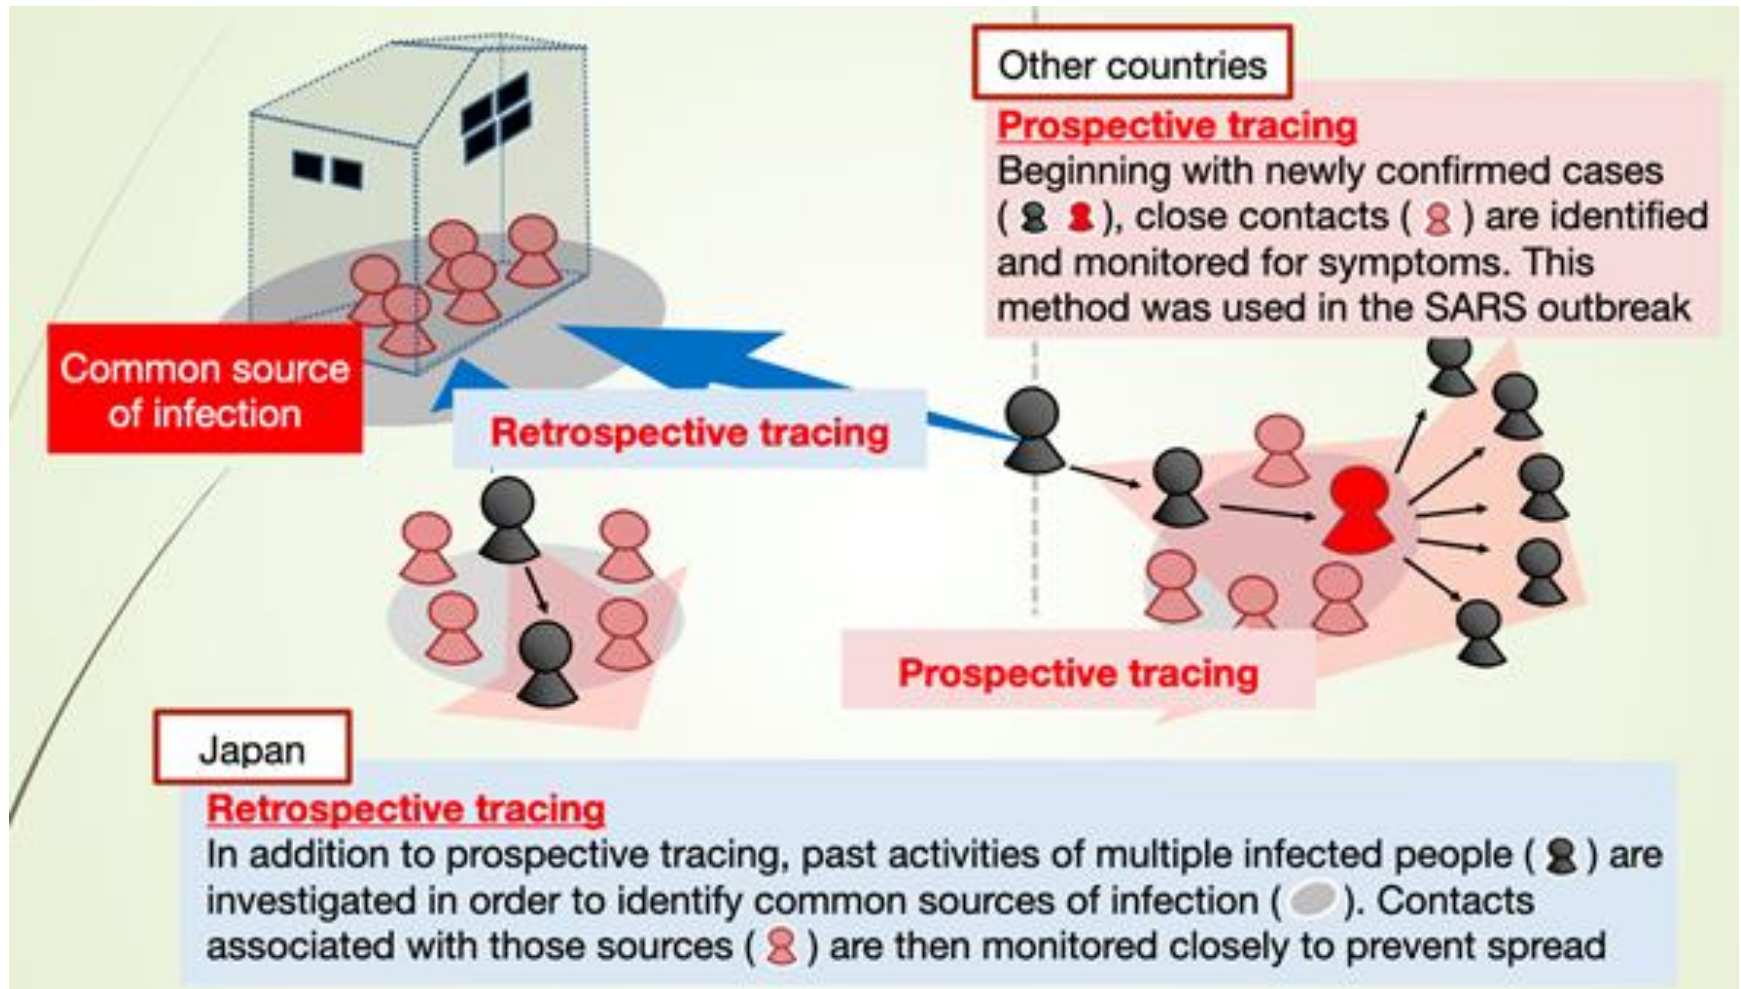 Other countries
Prospective tracing
Beginning with newly confirmed cases
( ), close contacts ( ) are identified
and monitored for symptoms. This
method was used in the SARS outbreak
Common source
of infection
Retrospective tracing
Prospective tracing
Japan
Retrospective tracing
In addition to prospective tracing, past activities of multiple infected people ( ) are
investigated in order to identify common sources of infection ( ). Contacts
associated with those sources ( ) are then monitored closely to prevent spread